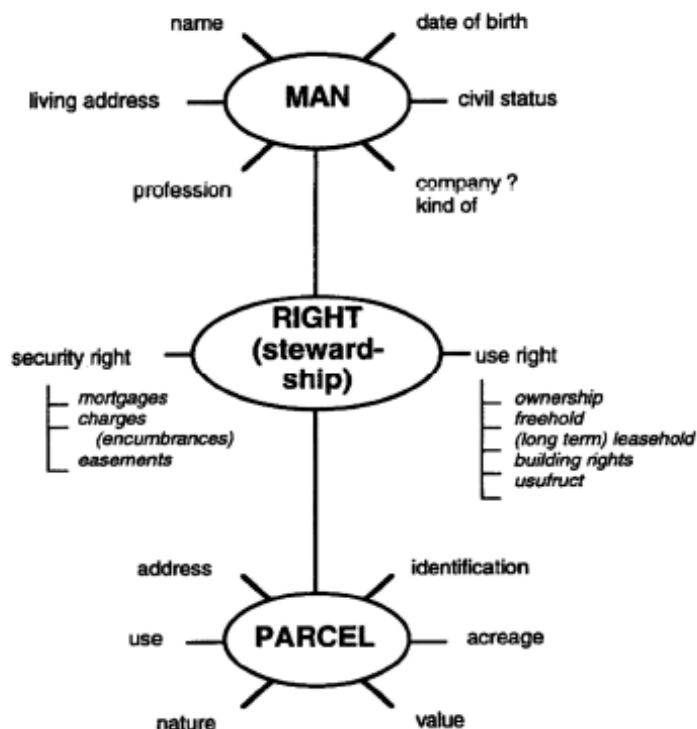 name
date of birth
MAN
living address
civil status
profession
company ?
kind of
RIGHT
(steward-
ship)
security right
use right
mortgages
charges
(encumbrances)
easements
ownership
freehold
(long term) leasehold
building rights
usufruct
address
identification
PARCEL
use
acreage
nature
value